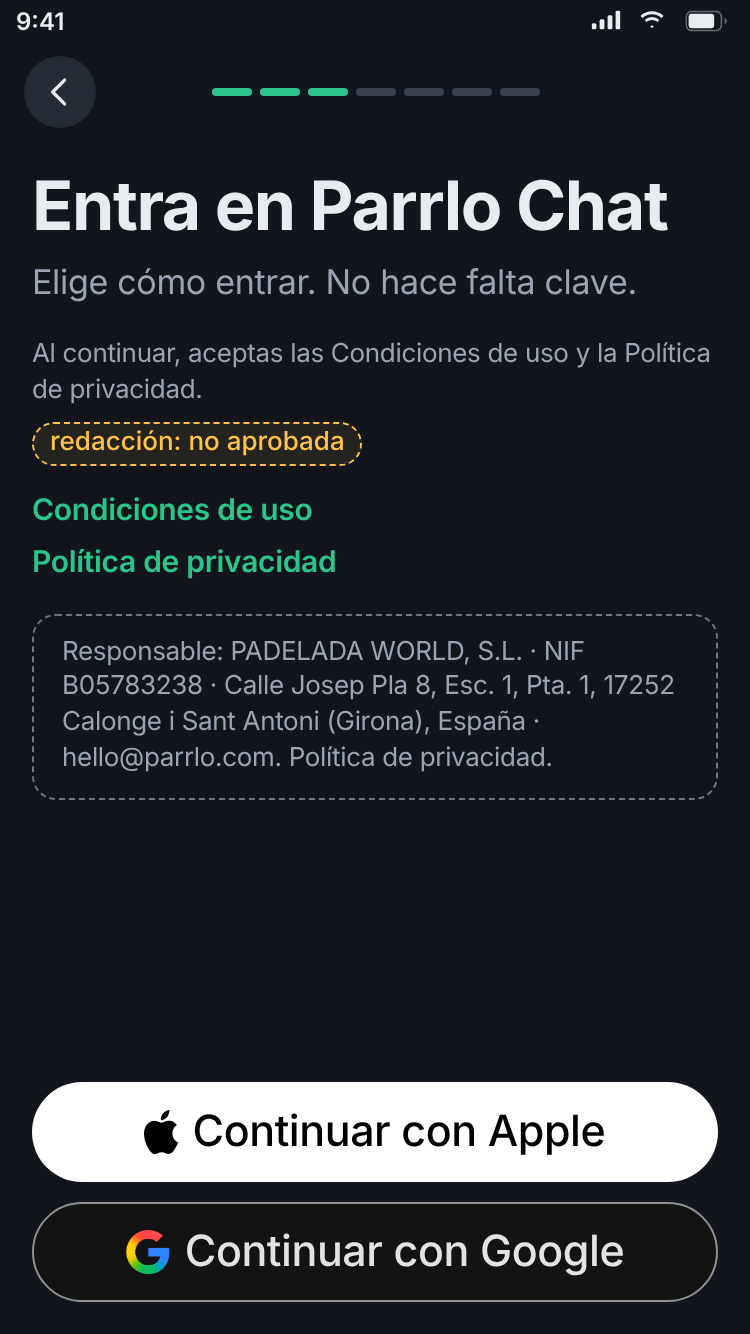 9:41
Entra en Parrlo Chat
Elige cómo entrar. No hace falta clave.
Al continuar, aceptas las Condiciones de uso y la Política
de privacidad.
redacción: no aprobada
Condiciones de uso
Política de privacidad
Responsable: PADELADA WORLD, S.L. · NIF
B05783238 · Calle Josep Pla 8, Esc. 1, Pta. 1, 17252
Calonge i Sant Antoni (Girona), España ·
hello@parrlo.com. Política de privacidad.
Continuar con Apple
Continuar con Google